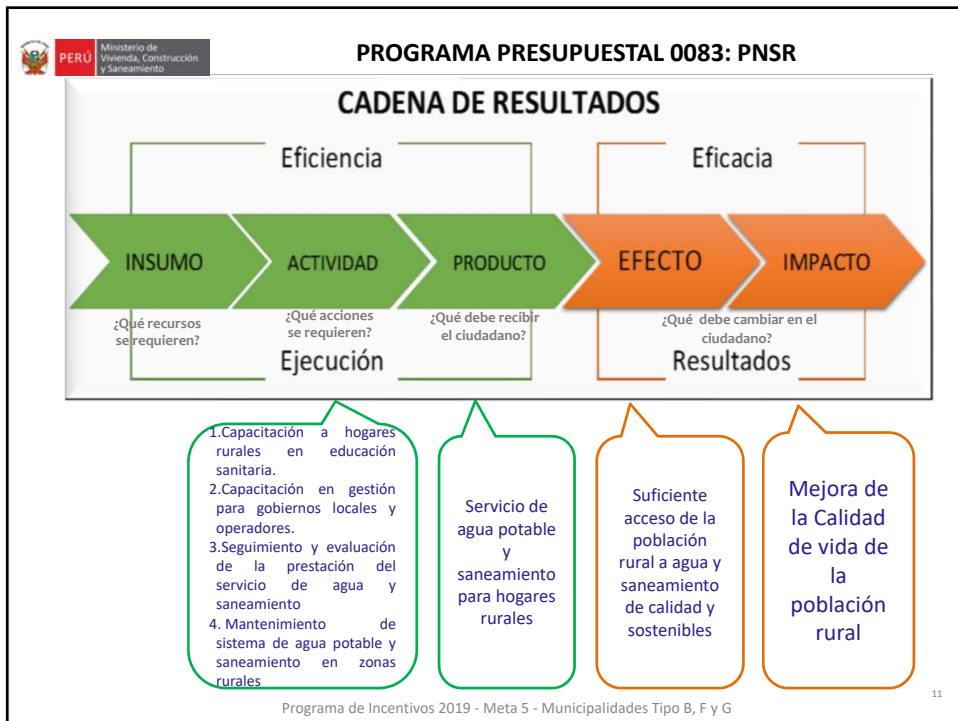 PERÚ
Ministerio de
Vivienda, Construcción
y Saneamiento
PROGRAMA PRESUPUESTAL 0083: PNSR
CADENA DE RESULTADOS
Eficiencia
Eficacia
INSUMO
ACTIVIDAD
PRODUCTO
EFECTO
IMPACTO
¿Qué recursos
se requieren?
¿Qué acciones
se requieren?
¿Qué debe recibir
el ciudadano?
¿Qué debe cambiar en el
ciudadano?
Ejecución
Resultados
1.Capacitación a hogares
rurales en educación
sanitaria.
2.Capacitación en gestión
para gobiernos locales y
operadores.
3.Seguimiento y evaluación
de la prestación del
servicio de agua y
saneamiento
4. Mantenimiento de
sistema de agua potable y
saneamiento en zonas
rurales
Servicio de
agua potable
y
saneamiento
para hogares
rurales
Suficiente
acceso de la
población
rural a agua y
saneamiento
de calidad y
sostenibles
Mejora de
la Calidad
de vida de
la
población
rural
Programa de Incentivos 2019 - Meta 5 - Municipalidades Tipo B, F y G
11